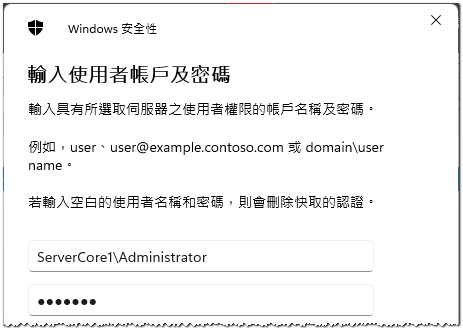 Windows 安全性
輸入使用者帳戶及密碼
輸入具有所選取伺服器之使用者權限的帳戶名稱及密碼。
例如，user、user@example.contoso.com 或 domain\user
name。
若輸入空白的使用者名稱和密碼，則會刪除快取的認證。
ServerCore1\Administrator
●●●●●●●